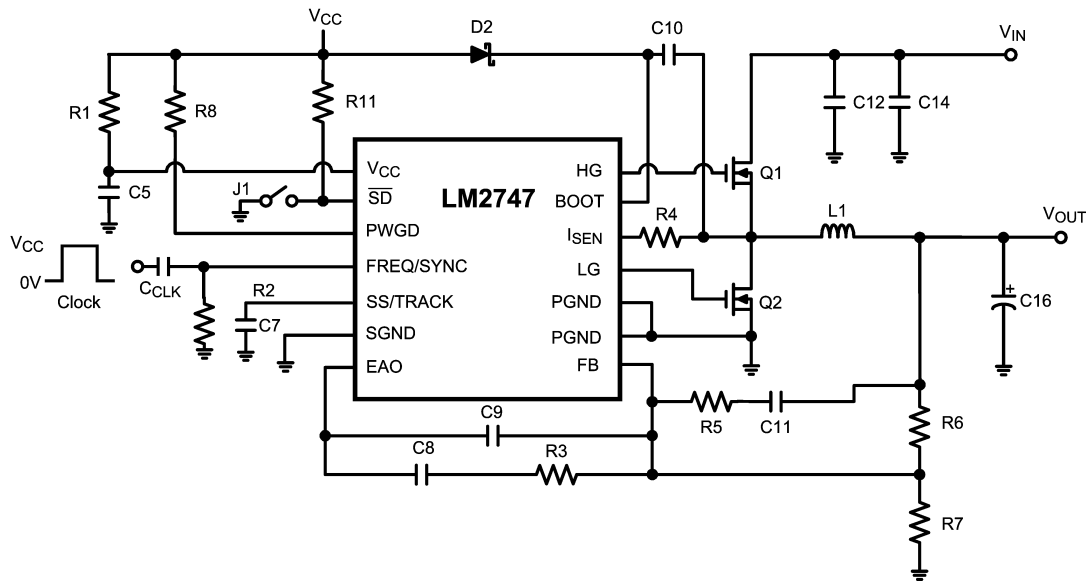 VCC
D2
C10
VIN
R1
R8
R11
C12
C14
C5
J1
VCC
SD
PWGD
FREQ/SYNC
SS/TRACK
SGND
EAO
LM2747
HG
BOOT
ISEN
LG
PGND
PGND
FB
R4
Q1
Q2
L1
VOUT
C16
VCC
0V
Clock
CCLK
R2
C7
C9
C8
R3
R5
C11
R6
R7